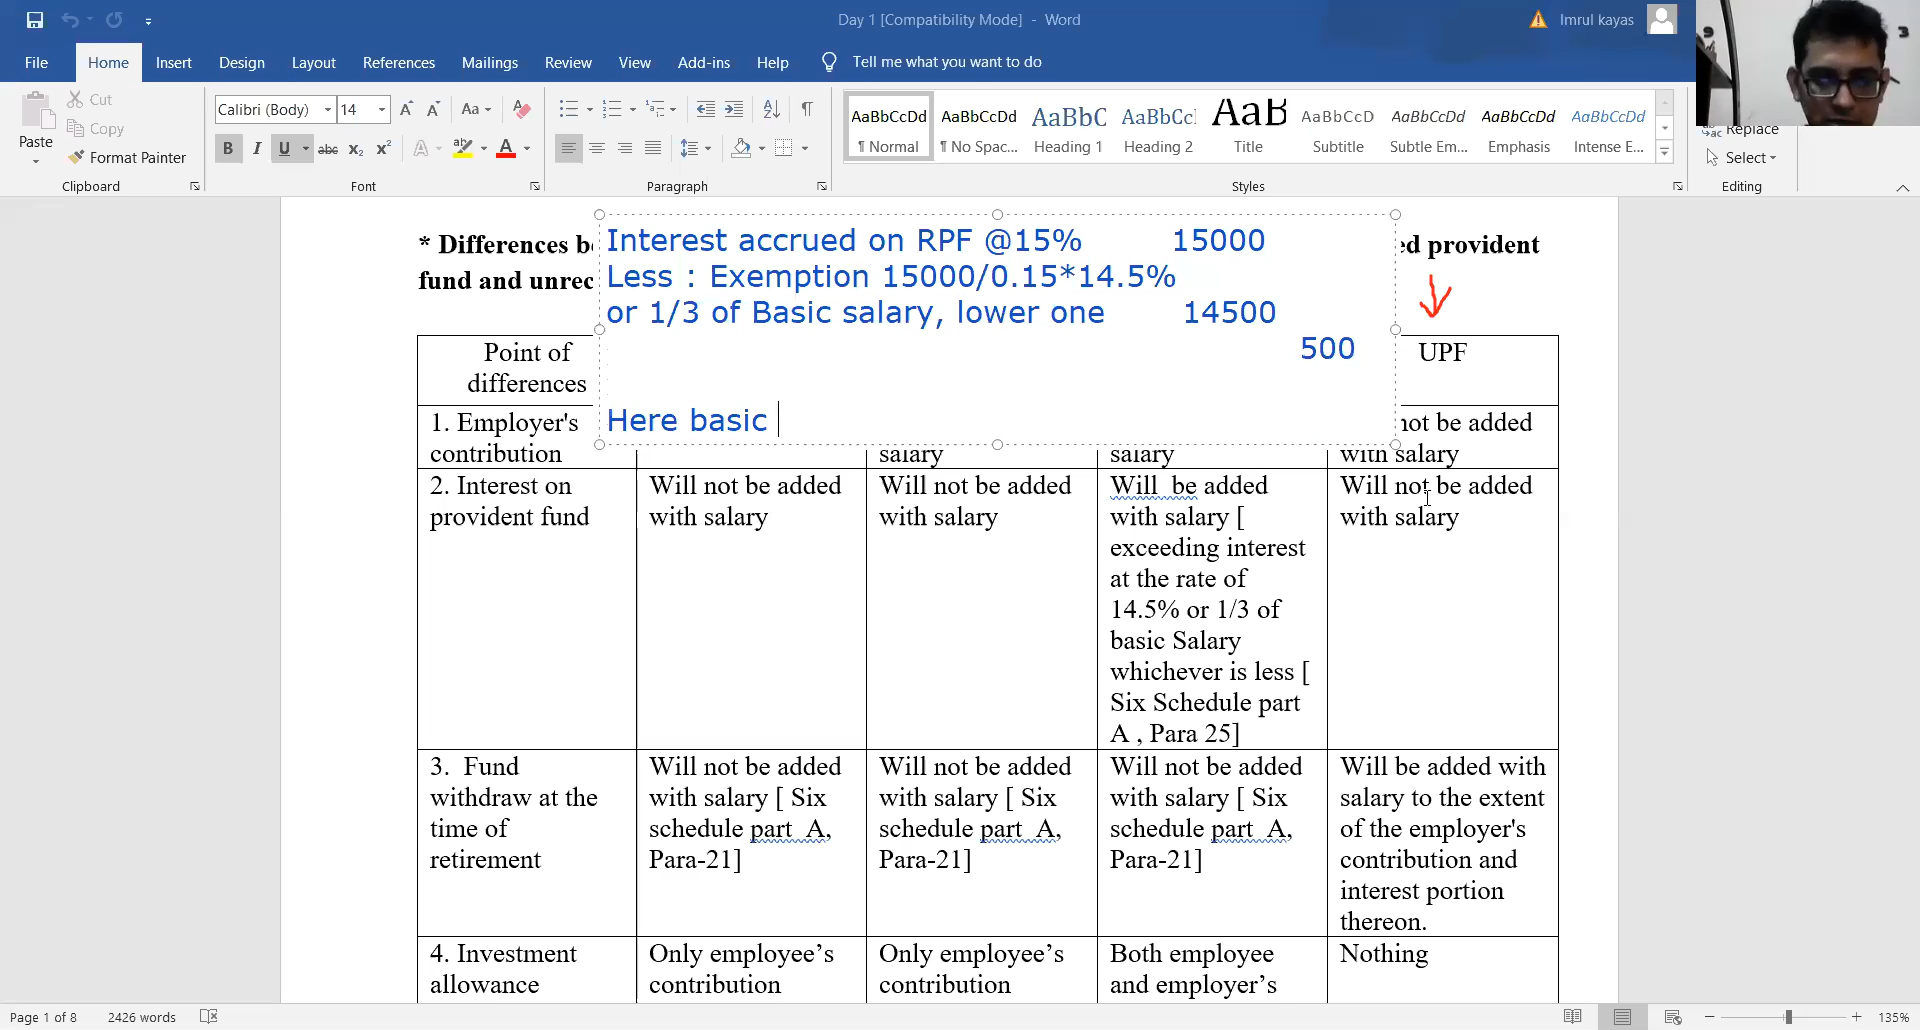 Day 1 [Compatibility Mode] - Word
Imrul kayas
File Home Insert Design Layout References Mailings Review View Add-ins Help Tell me what you want to do
Paste
Cut
Copy
Format Painter
Clipboard
Calibri (Body) 14
Aa
B I U abc x₂ x² A A
Font
Paragraph
AaBbCcDd AaBbCcDd AaBbC AaBbCc AaB AaBbCcD AaBbCcDd AaBbCcDd AaBbCcDd
¶ Normal ¶ No Spac... Heading 1 Heading 2 Title Subtitle Subtle Em... Emphasis Intense E...
Styles
Replace
Select
Editing
* Differences be
ed provident
fund and unrec
Interest accrued on RPF @15% 15000
Less : Exemption 15000/0.15*14.5%
or 1/3 of Basic salary, lower one 14500
500
Here basic
Point of
differences
UPF
1. Employer's
contribution
salary
salary
not be added
with salary
2. Interest on
provident fund
Will not be added
with salary
Will not be added
with salary
Will be added
with salary [
exceeding interest
at the rate of
14.5% or 1/3 of
basic Salary
whichever is less [
Six Schedule part
A , Para 25]
Will not be added
with salary
3. Fund
withdraw at the
time of
retirement
Will not be added
with salary [ Six
schedule part A,
Para-21]
Will not be added
with salary [ Six
schedule part A,
Para-21]
Will not be added
with salary [ Six
schedule part A,
Para-21]
Will be added with
salary to the extent
of the employer's
contribution and
interest portion
thereon.
4. Investment
allowance
Only employee’s
contribution
Only employee’s
contribution
Both employee
and employer’s
Nothing
Page 1 of 8 2426 words
135%